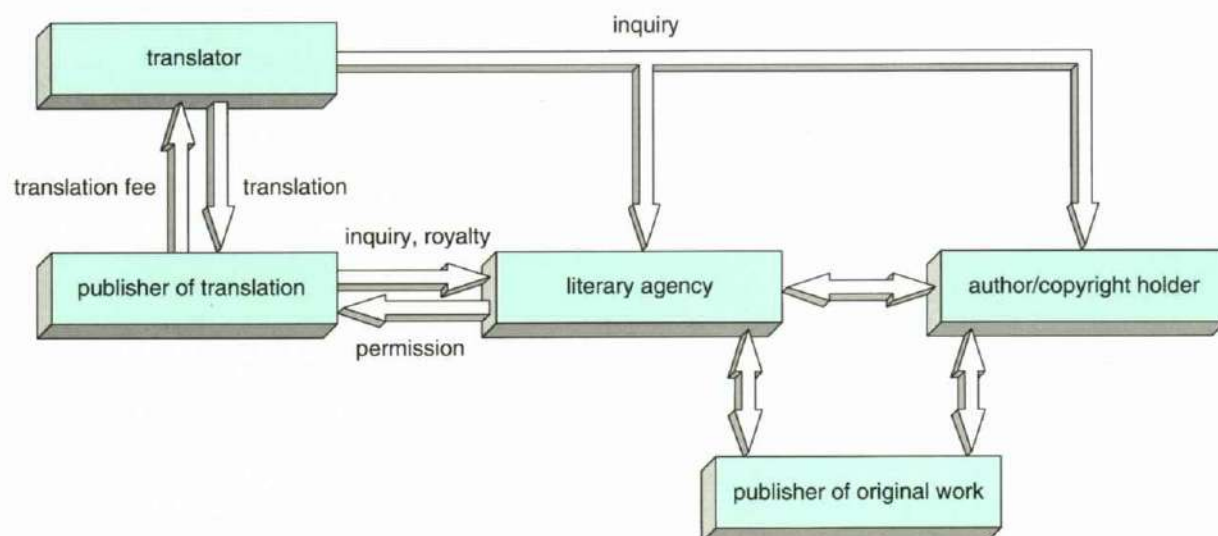 inquiry
translator
translation fee
translation
inquiry, royalty
publisher of translation
literary agency
author/copyright holder
permission
publisher of original work